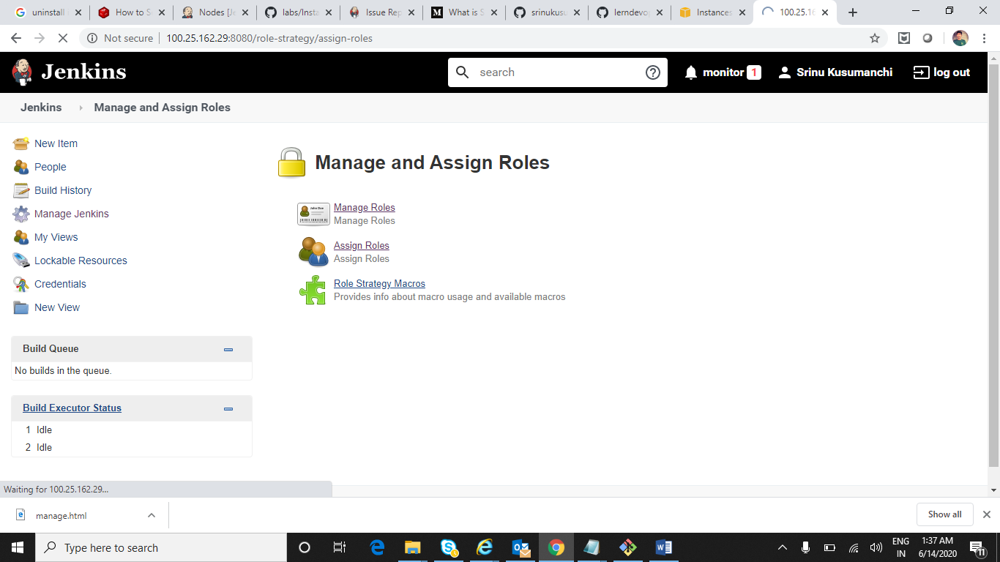 uninstall
How to S
Nodes [Je
labs/Insta
Issue Rep
What is S
srinukusu
lerndevop
Instances
100.25.16
Not secure
100.25.162.29:8080/role-strategy/assign-roles
Jenkins
search
monitor 1
Srinu Kusumanchi
log out
Jenkins
Manage and Assign Roles
New Item
People
Build History
Manage Jenkins
My Views
Lockable Resources
Credentials
New View
Build Queue
No builds in the queue.
Build Executor Status
1 Idle
2 Idle
Manage and Assign Roles
Manage Roles
Manage Roles
Assign Roles
Assign Roles
Role Strategy Macros
Provides info about macro usage and available macros
Waiting for 100.25.162.29...
manage.html
Show all
Type here to search
ENG
IN
1:37 AM
6/14/2020
11